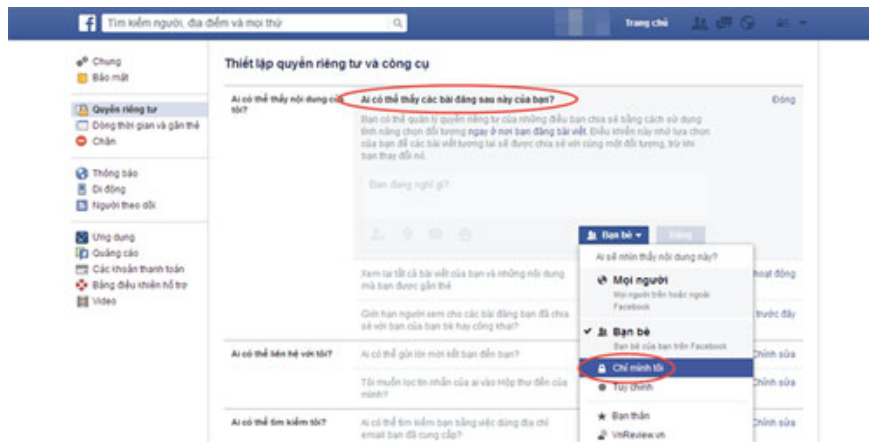 Tìm kiếm người, địa điểm và mọi thứ
Trang chủ
Chung
Bảo mật
Quyền riêng tư
Dòng thời gian và gắn thẻ
Chặn
Thông báo
Di động
Người theo dõi
Ứng dụng
Quảng cáo
Các khoản thanh toán
Bảng điều khiển hỗ trợ
Video
Thiết lập quyền riêng tư và công cụ
Ai có thể thấy nội dung của
tôi?
Ai có thể thấy các bài đăng sau này của bạn?
Đóng
Bạn có thể quản lý quyền riêng tư của những điều bạn chia sẻ bằng cách sử dụng
tính năng chọn đối tượng ngay ở nơi bạn đăng bài viết. Điều khiển này nhớ lựa chọn
của bạn để các bài viết tương lai sẽ được chia sẻ với cùng một đối tượng, trừ khi
bạn thay đổi nó.
Bạn đang nghĩ gì?
Bạn bè
Đăng
Ai sẽ nhìn thấy nội dung này?
Mọi người
Mọi người trên hoặc ngoài
Facebook
Bạn bè
Bạn bè của bạn trên Facebook
Chỉ mình tôi
Tùy chỉnh
Bạn thân
VnReview.vn
Xem lại tất cả bài viết của bạn và những nội dung
mà bạn được gắn thẻ
hoạt động
Giới hạn người xem cho các bài đăng bạn đã chia
sẻ với bạn của bạn bè hay công khai?
trước đây
Ai có thể liên hệ với tôi?
Ai có thể gửi lời mời kết bạn đến bạn?
Chỉnh sửa
Tôi muốn lọc tin nhắn của ai vào Hộp thư đến của
mình?
Chỉnh sửa
Ai có thể tìm kiếm tôi?
Ai có thể tìm kiếm bạn bằng việc dùng địa chỉ
email bạn đã cung cấp?
Chỉnh sửa